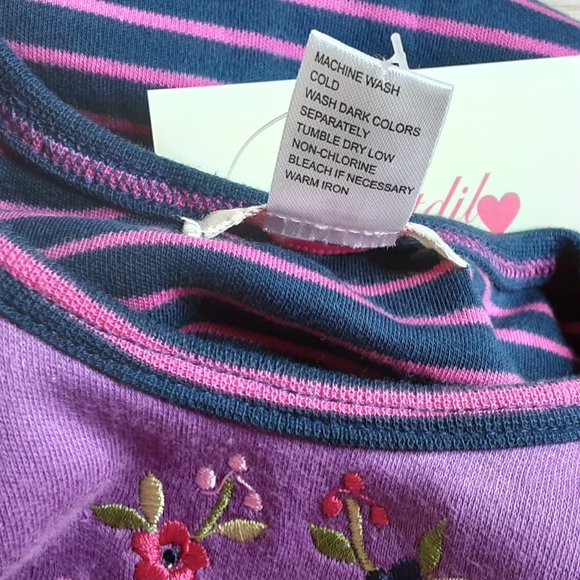 MACHINE WASH
COLD
WASH DARK COLORS
SEPARATELY
TUMBLE DRY LOW
NON-CHLORINE
BLEACH IF NECESSARY
WARM IRON